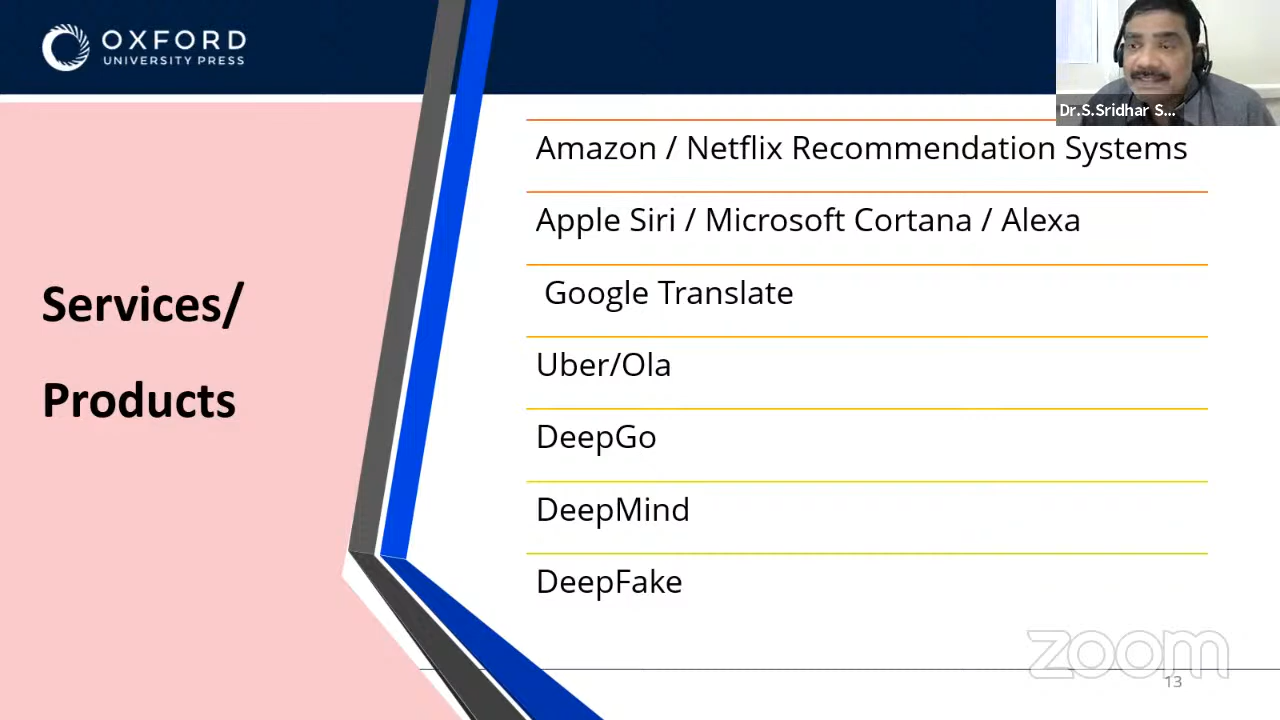 OXFORD
UNIVERSITY PRESS
Dr.S.Sridhar S...
Amazon / Netflix Recommendation Systems
Apple Siri / Microsoft Cortana / Alexa
Google Translate
Uber/Ola
DeepGo
DeepMind
DeepFake
Services/
Products
zoom
13